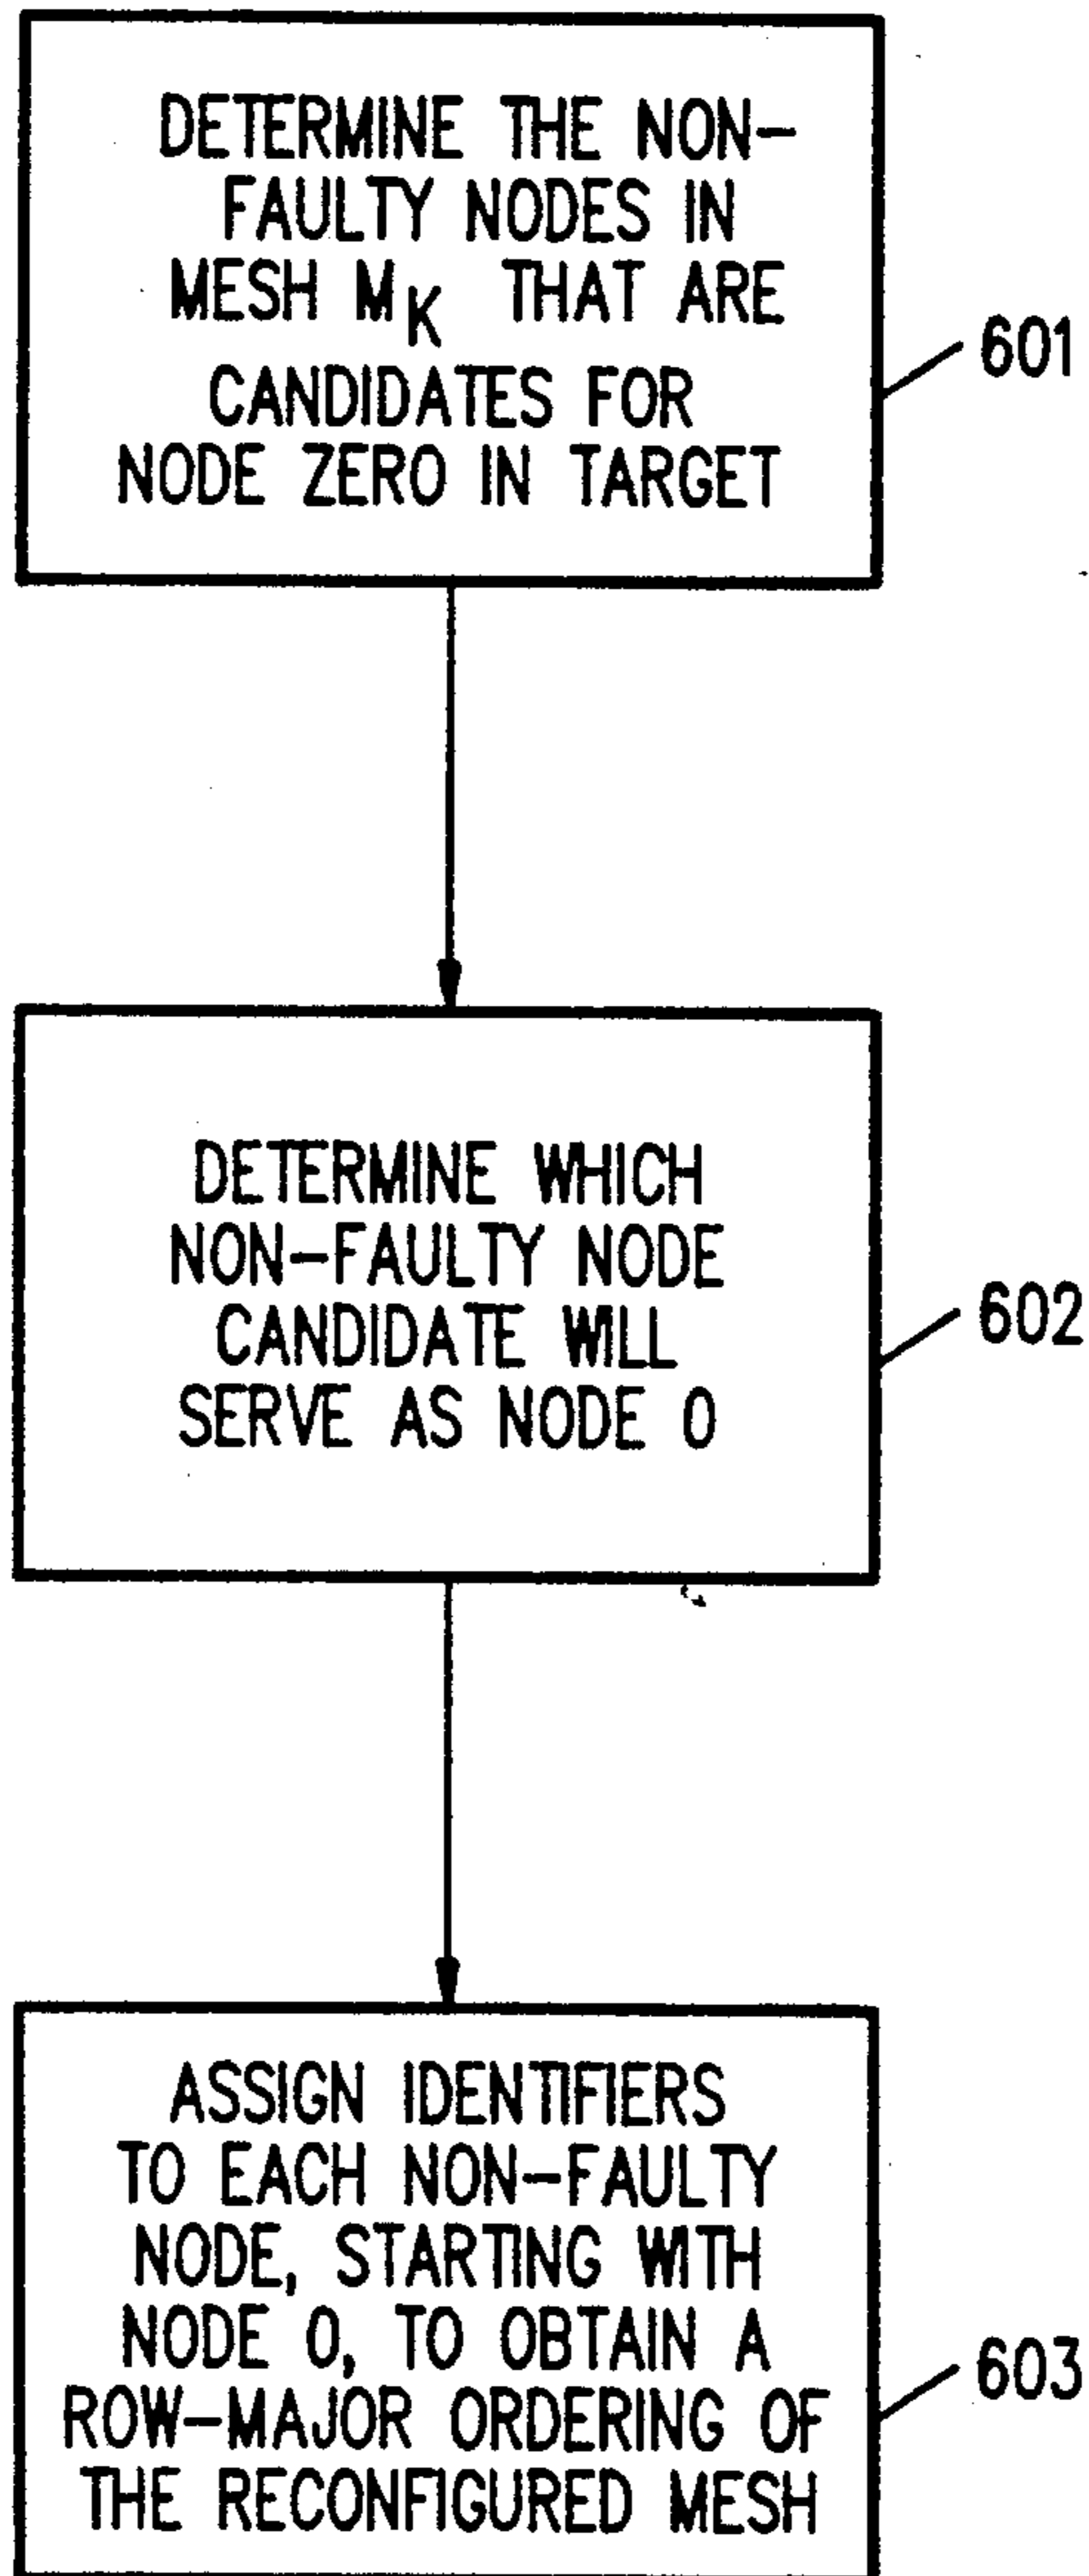 DETERMINE THE NON-
FAULTY NODES IN
MESH M_K THAT ARE
CANDIDATES FOR
NODE ZERO IN TARGET
601
DETERMINE WHICH
NON-FAULTY NODE
CANDIDATE WILL
SERVE AS NODE 0
602
ASSIGN IDENTIFIERS
TO EACH NON-FAULTY
NODE, STARTING WITH
NODE 0, TO OBTAIN A
ROW-MAJOR ORDERING OF
THE RECONFIGURED MESH
603